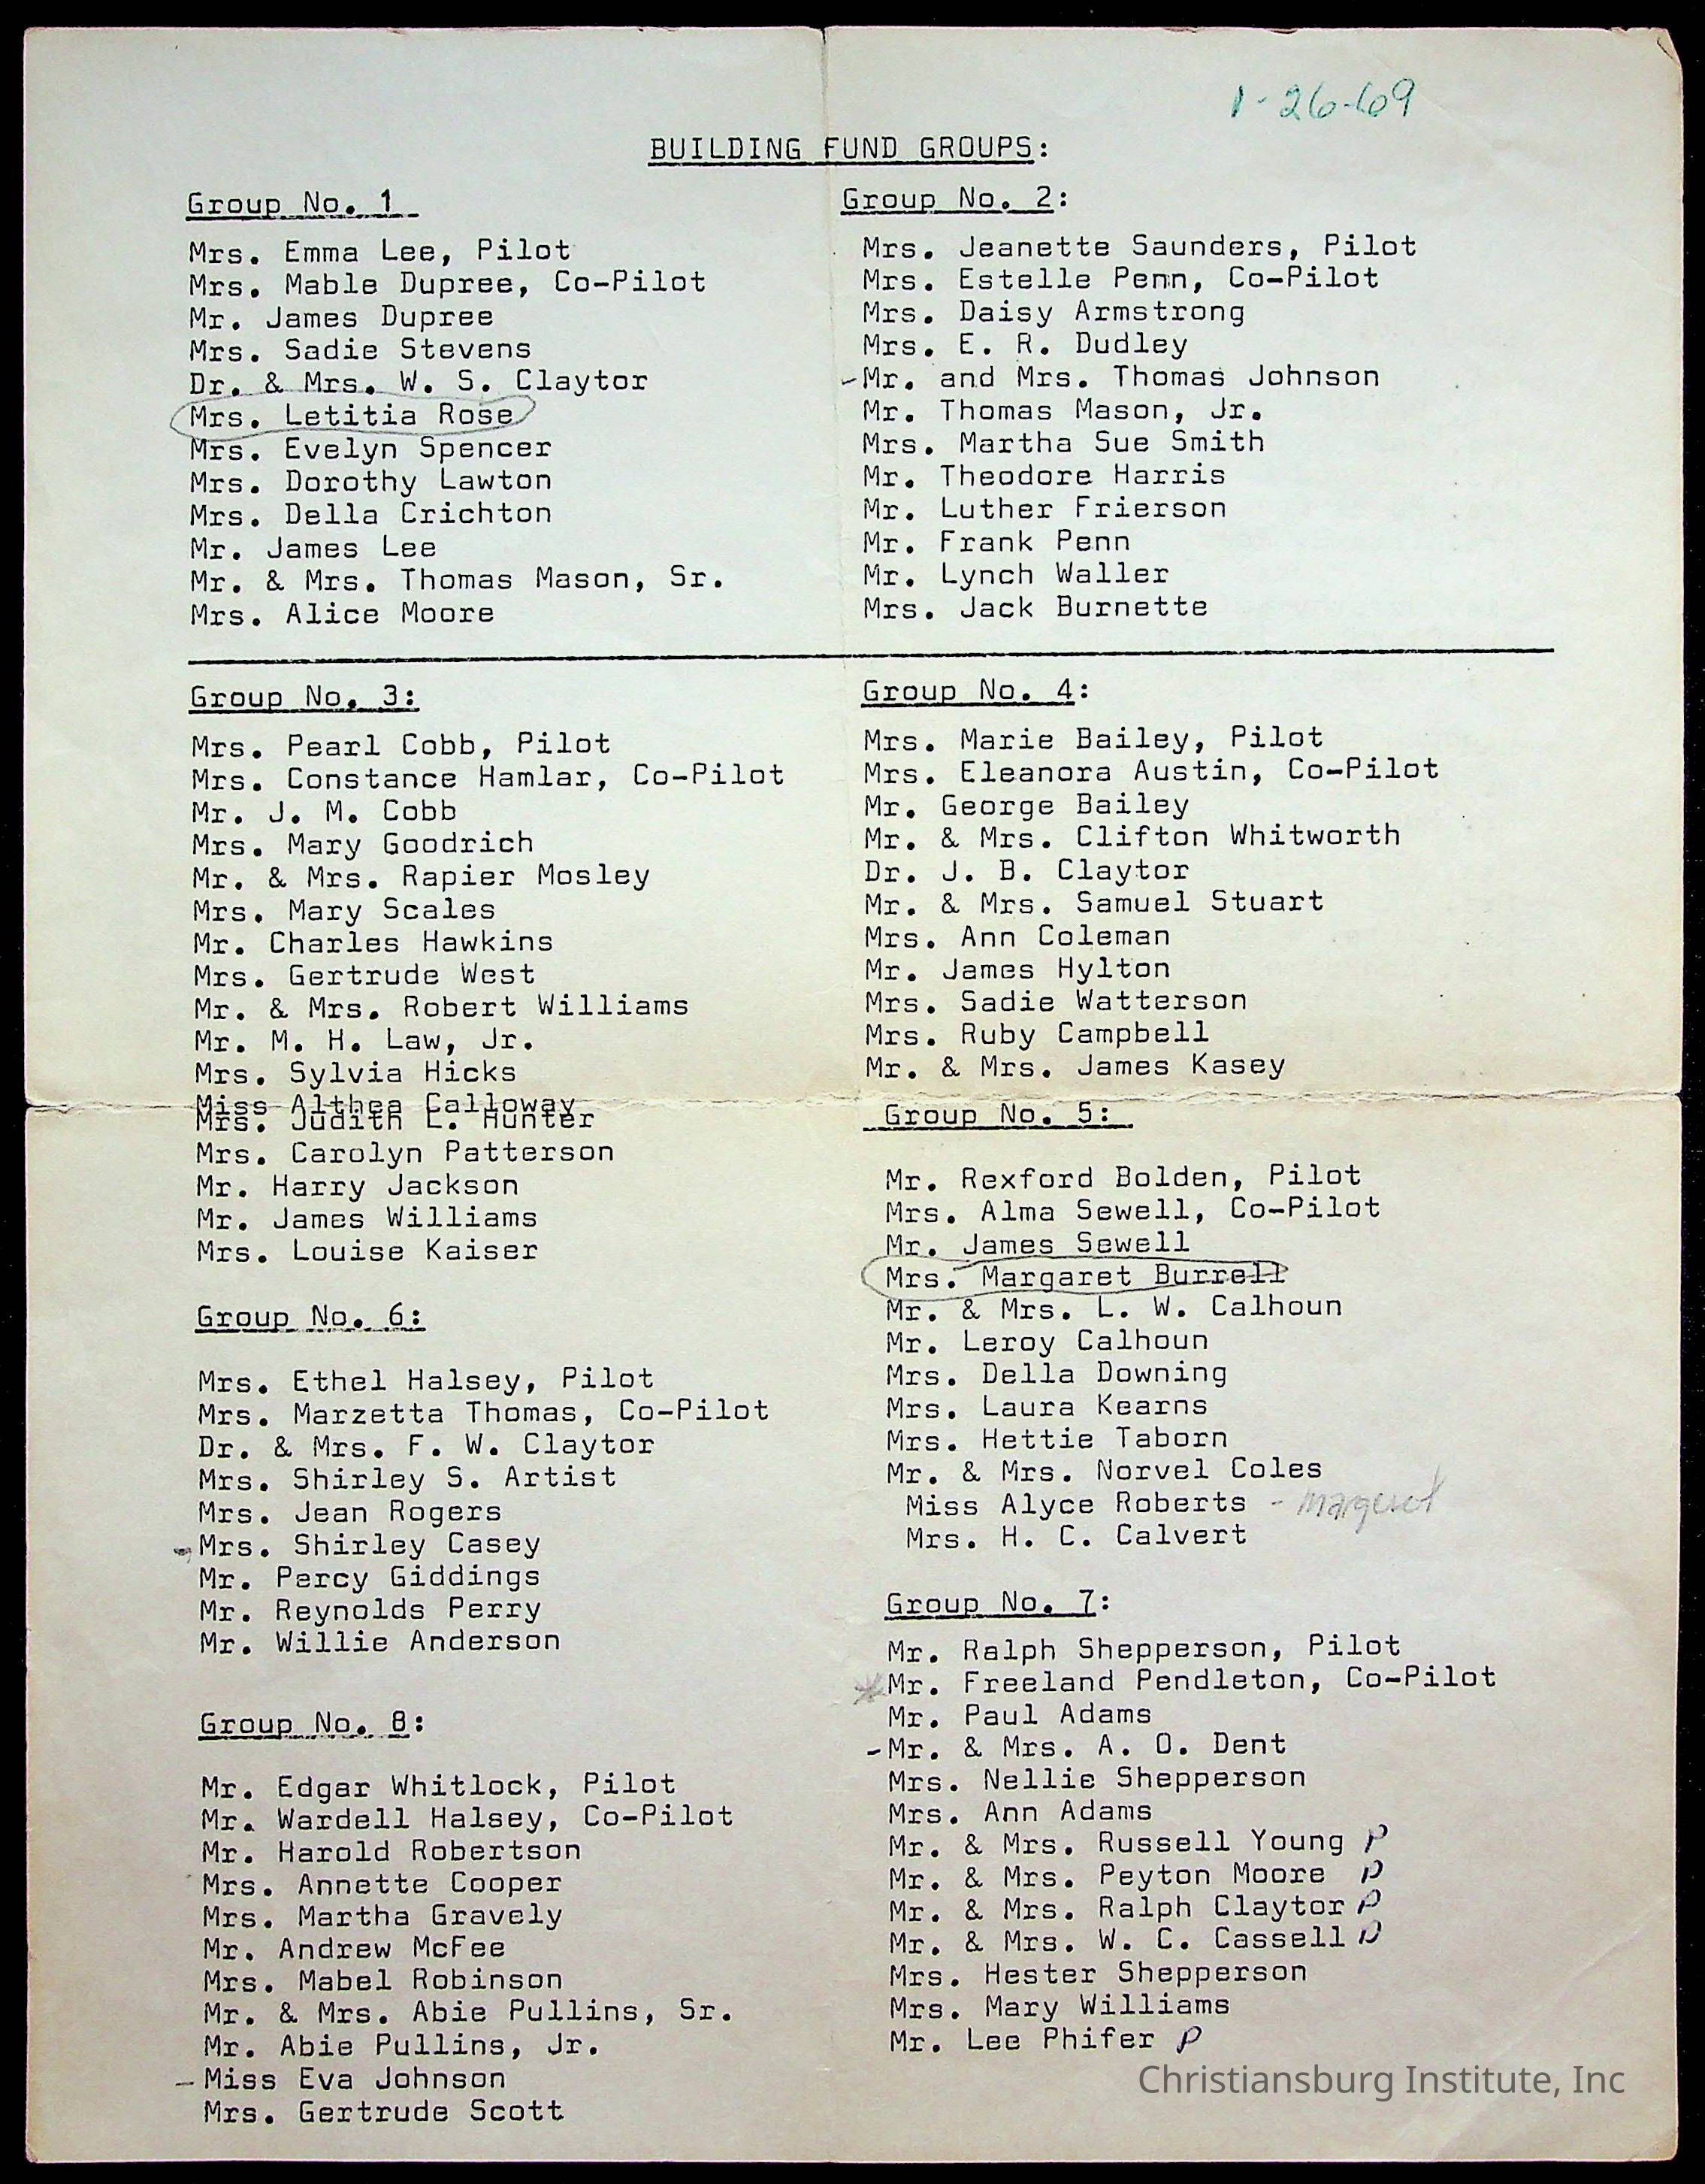 1-26-69
BUILDING FUND GROUPS:
Group No. 1
Mrs. Emma Lee, Pilot
Mrs. Mable Dupree, Co-Pilot
Mr. James Dupree
Mrs. Sadie Stevens
Dr. & Mrs. W. S. Claytor
Mrs. Letitia Rose
Mrs. Evelyn Spencer
Mrs. Dorothy Lawton
Mrs. Della Crichton
Mr. James Lee
Mr. & Mrs. Thomas Mason, Sr.
Mrs. Alice Moore
Group No. 2:
Mrs. Jeanette Saunders, Pilot
Mrs. Estelle Penn, Co-Pilot
Mrs. Daisy Armstrong
Mrs. E. R. Dudley
-Mr. and Mrs. Thomas Johnson
Mr. Thomas Mason, Jr.
Mrs. Martha Sue Smith
Mr. Theodore Harris
Mr. Luther Frierson
Mr. Frank Penn
Mr. Lynch Waller
Mrs. Jack Burnette
Group No. 3:
Mrs. Pearl Cobb, Pilot
Mrs. Constance Hamlar, Co-Pilot
Mr. J. M. Cobb
Mrs. Mary Goodrich
Mr. & Mrs. Rapier Mosley
Mrs. Mary Scales
Mr. Charles Hawkins
Mrs. Gertrude West
Mr. & Mrs. Robert Williams
Mr. M. H. Law, Jr.
Mrs. Sylvia Hicks
Miss Althea Calloway
Mrs. Judith L. Hunter
Mrs. Carolyn Patterson
Mr. Harry Jackson
Mr. James Williams
Mrs. Louise Kaiser
Group No. 4:
Mrs. Marie Bailey, Pilot
Mrs. Eleanora Austin, Co-Pilot
Mr. George Bailey
Mr. & Mrs. Clifton Whitworth
Dr. J. B. Claytor
Mr. & Mrs. Samuel Stuart
Mrs. Ann Coleman
Mr. James Hylton
Mrs. Sadie Watterson
Mrs. Ruby Campbell
Mr. & Mrs. James Kasey
Group No. 5:
Mr. Rexford Bolden, Pilot
Mrs. Alma Sewell, Co-Pilot
Mr. James Sewell
Mrs. Margaret Burrell
Mr. & Mrs. L. W. Calhoun
Mr. Leroy Calhoun
Mrs. Della Downing
Mrs. Laura Kearns
Mrs. Hettie Taborn
Mr. & Mrs. Norvel Coles
Miss Alyce Roberts -
Mrs. H. C. Calvert
Group No. 6:
Mrs. Ethel Halsey, Pilot
Mrs. Marzetta Thomas, Co-Pilot
Dr. & Mrs. F. W. Claytor
Mrs. Shirley S. Artist
Mrs. Jean Rogers
-Mrs. Shirley Casey
Mr. Percy Giddings
Mr. Reynolds Perry
Mr. Willie Anderson
Group No. 7:
Mr. Ralph Shepperson, Pilot
*Mr. Freeland Pendleton, Co-Pilot
Mr. Paul Adams
-Mr. & Mrs. A. O. Dent
Mrs. Nellie Shepperson
Mrs. Ann Adams
Mr. & Mrs. Russell Young P
Mr. & Mrs. Peyton Moore P
Mr. & Mrs. Ralph Claytor P
Mr. & Mrs. W. C. Cassell P
Mrs. Hester Shepperson
Mrs. Mary Williams
Mr. Lee Phifer P
Group No. 8:
Mr. Edgar Whitlock, Pilot
Mr. Wardell Halsey, Co-Pilot
Mr. Harold Robertson
Mrs. Annette Cooper
Mrs. Martha Gravely
Mr. Andrew McFee
Mrs. Mabel Robinson
Mr. & Mrs. Abie Pullins, Sr.
Mr. Abie Pullins, Jr.
-Miss Eva Johnson
Mrs. Gertrude Scott
Christiansburg Institute, Inc